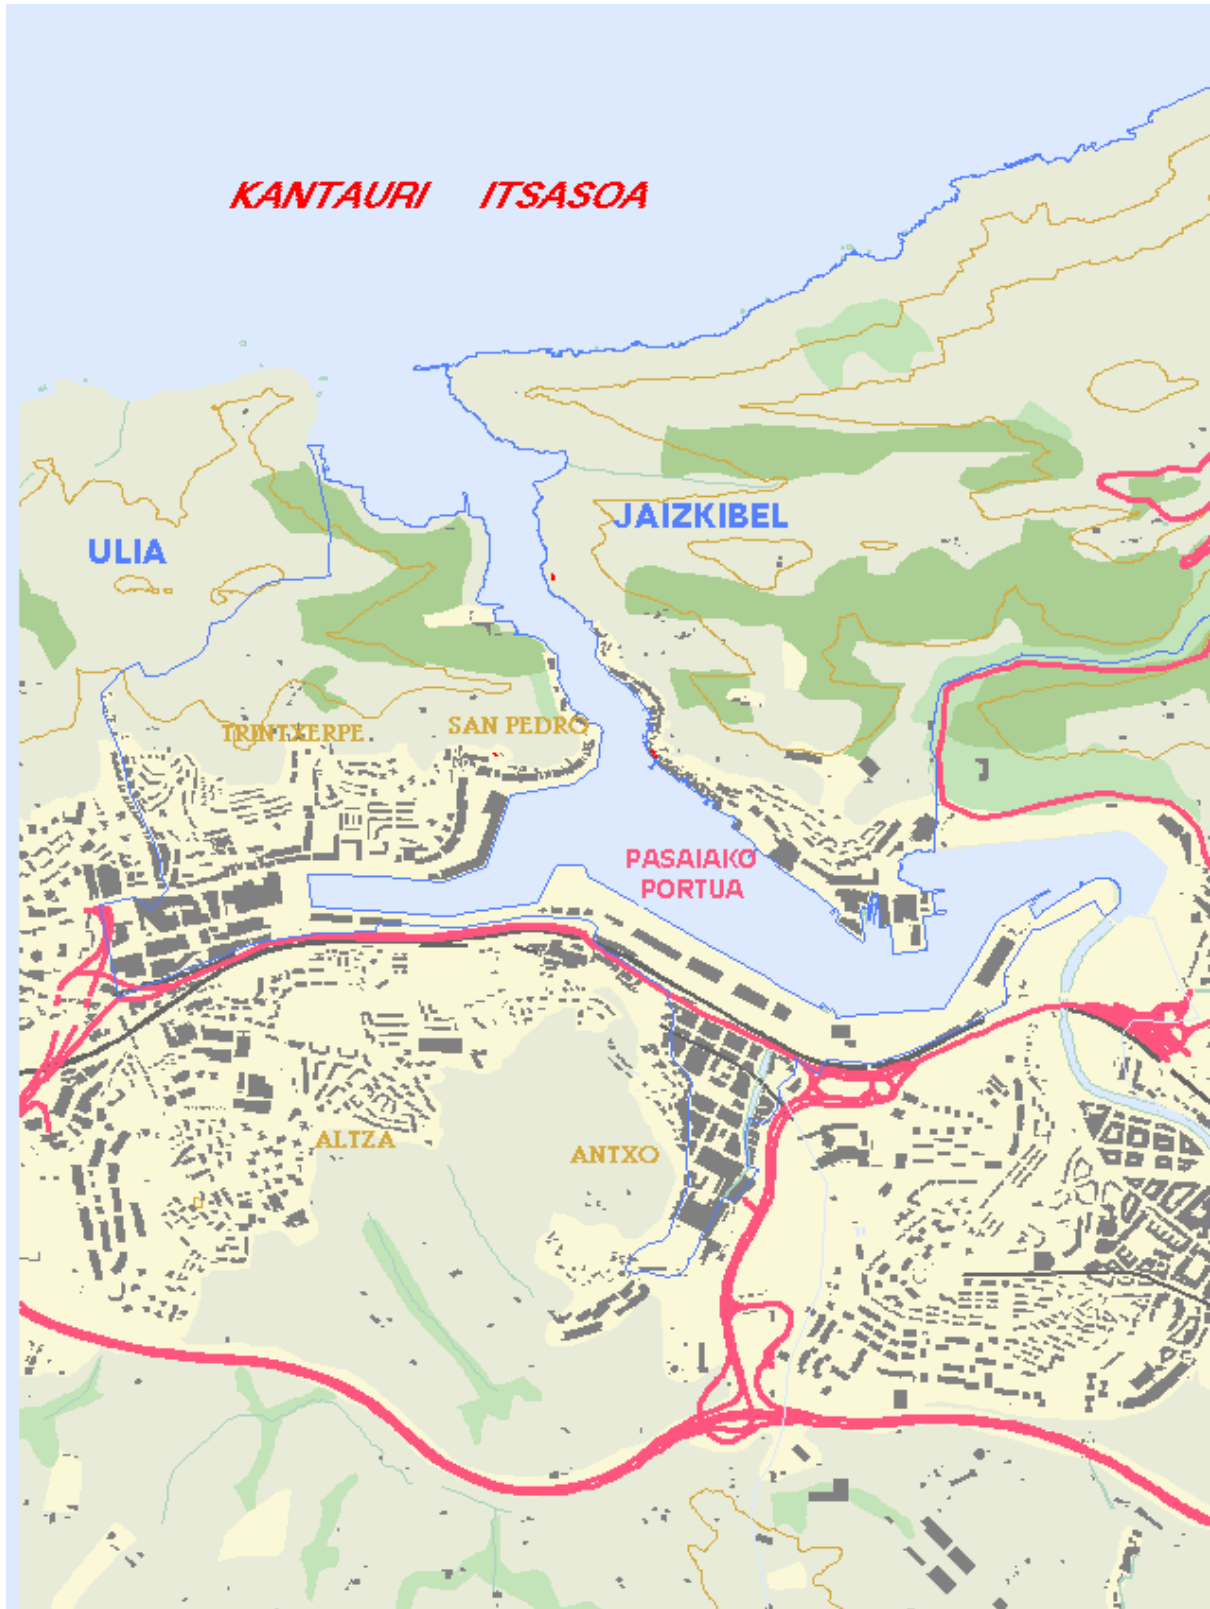 KANTAURI ITSASOA
JAIZKIBEL
ULIA
TRINTXERPE
SAN PEDRO
PASAIAKO
PORTUA
ALTZA
ANTXO